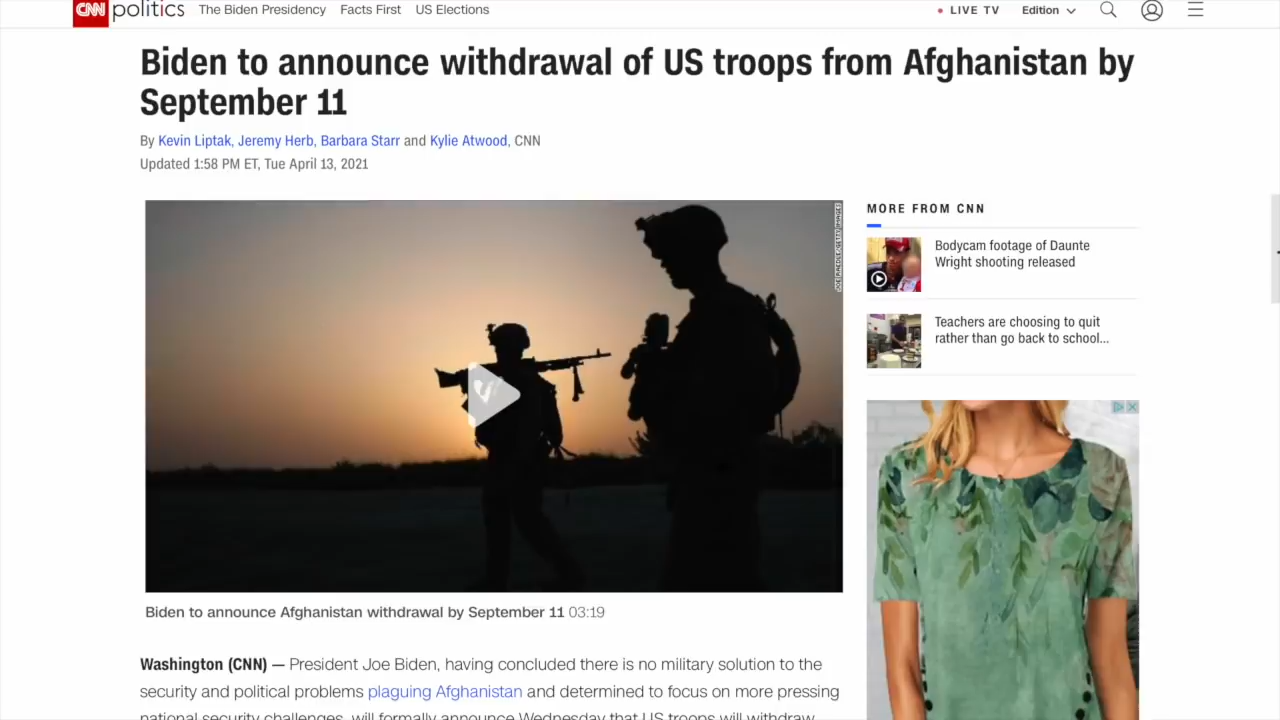 CNN politics The Biden Presidency Facts First US Elections LIVE TV Edition
Biden to announce withdrawal of US troops from Afghanistan by
September 11
By Kevin Liptak, Jeremy Herb, Barbara Starr and Kylie Atwood, CNN
Updated 1:58 PM ET, Tue April 13, 2021
MORE FROM CNN
Bodycam footage of Daunte
Wright shooting released
Teachers are choosing to quit
rather than go back to school...
Biden to announce Afghanistan withdrawal by September 11 03:19
Washington (CNN) — President Joe Biden, having concluded there is no military solution to the
security and political problems plaguing Afghanistan and determined to focus on more pressing
national security challenges, will formally announce Wednesday that US troops will withdraw